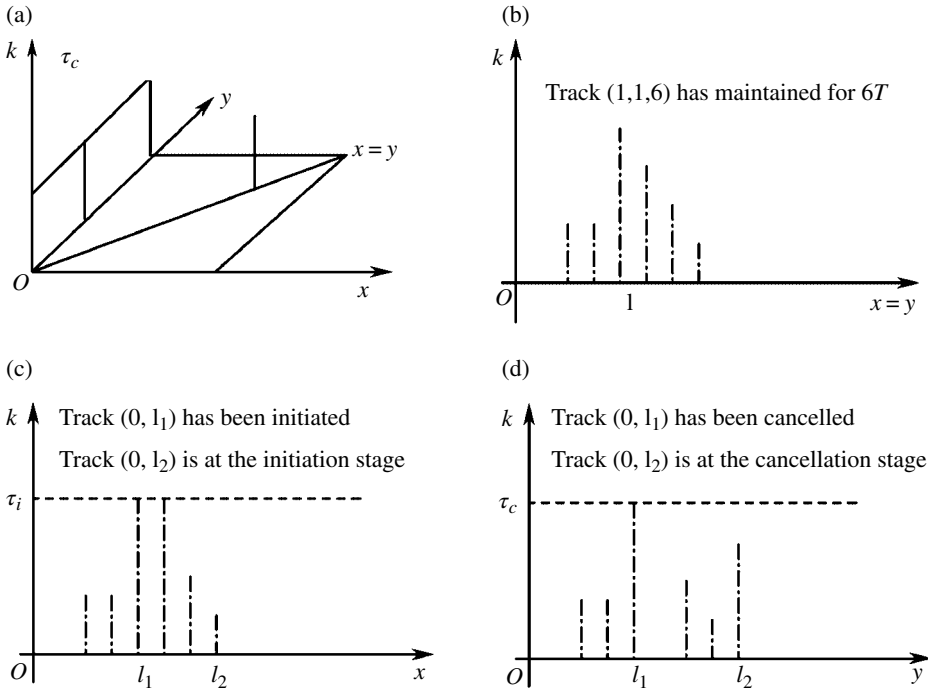 (a)
k
τc
y
x = y
O
x
(b)
k
Track (1,1,6) has maintained for 6T
O
1
x = y
(c)
k
Track (0, l1) has been initiated
Track (0, l2) is at the initiation stage
τi
O
l1
l2
x
(d)
k
Track (0, l1) has been cancelled
Track (0, l2) is at the cancellation stage
τc
O
l1
l2
y